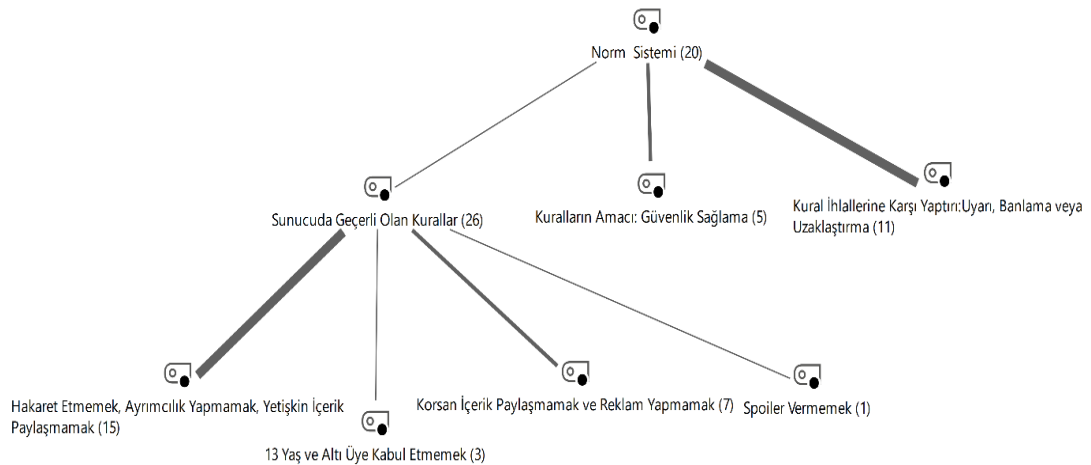 Norm Sistemi (20)
Sunucuda Geçerli Olan Kurallar (26)
Kuralların Amacı: Güvenlik Sağlama (5)
Kural İhlallerine Karşı Yaptırı:Uyarı, Banlama veya
Uzaklaştırma (11)
Hakaret Etmemek, Ayrımcılık Yapmamak, Yetişkin İçerik
Paylaşmamak (15)
13 Yaş ve Altı Üye Kabul Etmemek (3)
Korsan İçerik Paylaşmamak ve Reklam Yapmamak (7)
Spoiler Vermemek (1)